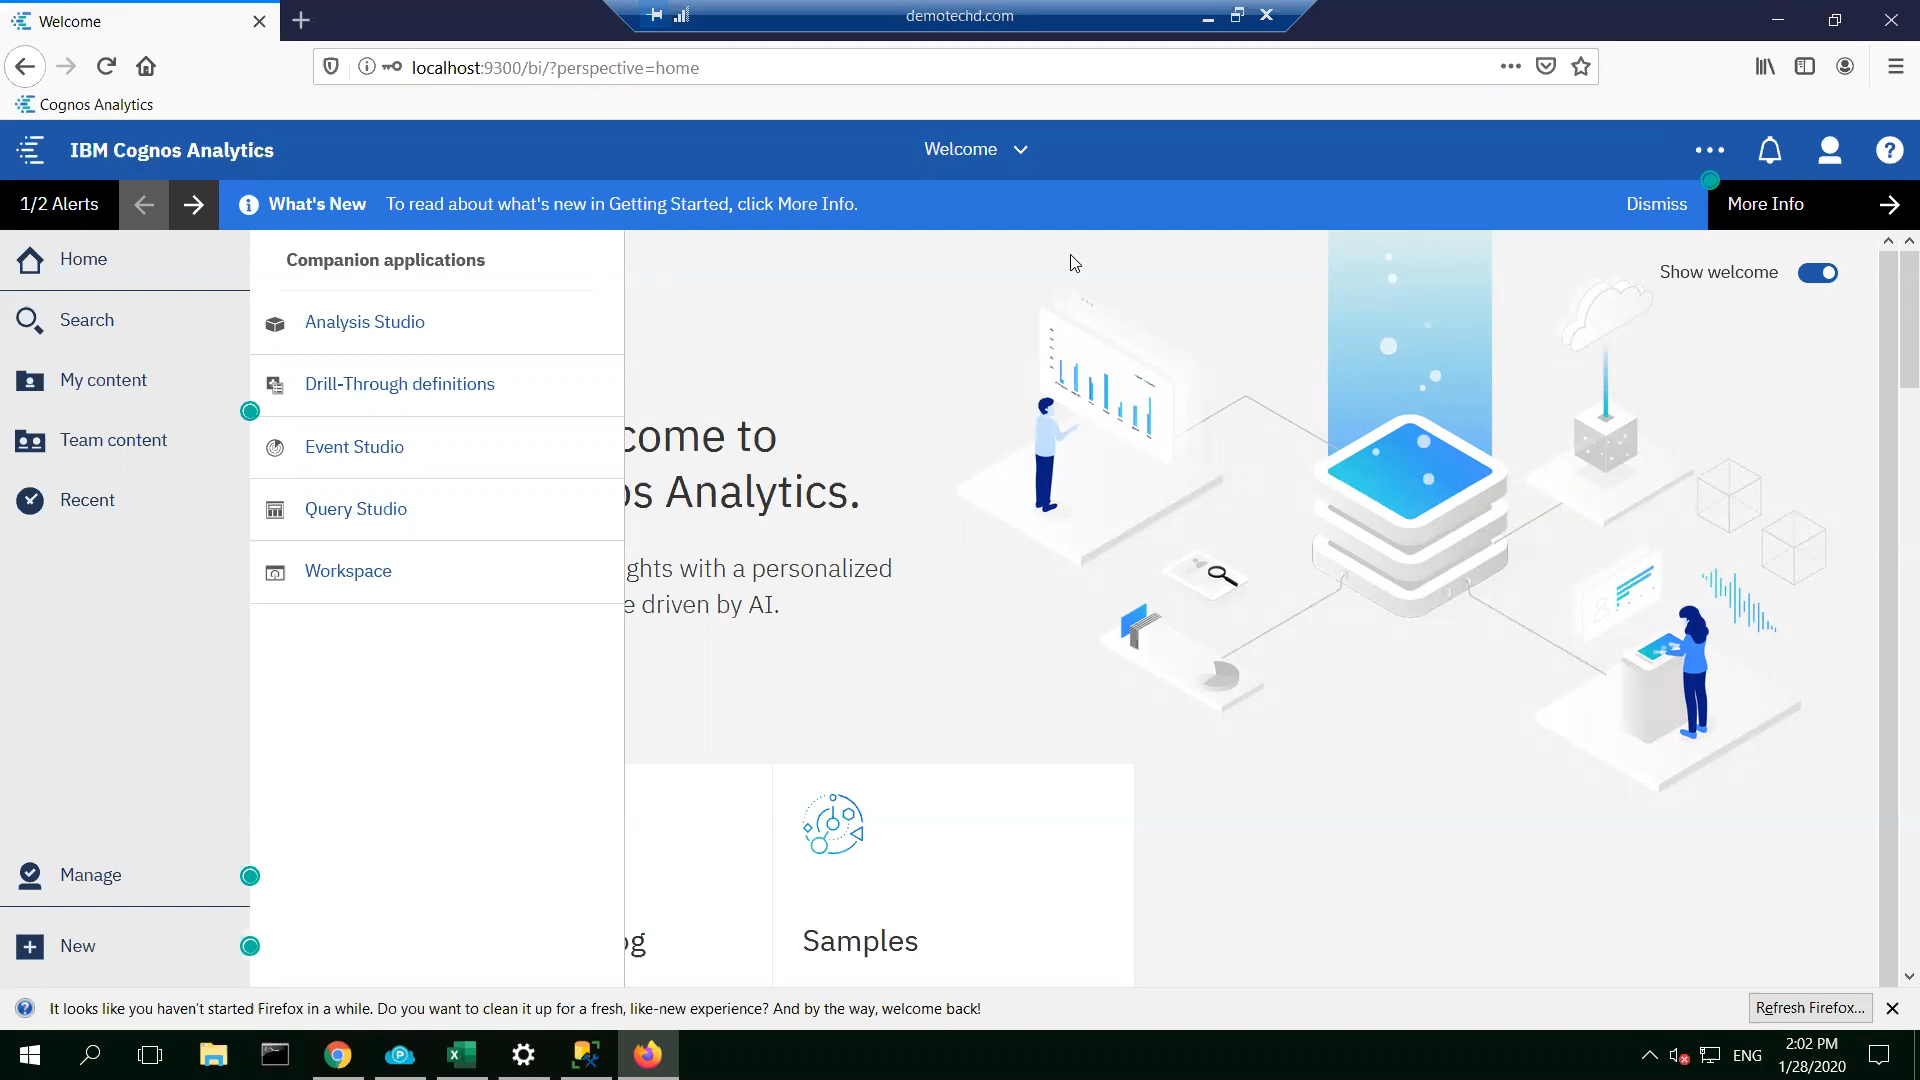 Welcome
demotechd.com
localhost:9300/bi/?perspective=home
Cognos Analytics
IBM Cognos Analytics
Welcome
1/2 Alerts
What's New
To read about what's new in Getting Started, click More Info.
Dismiss
More Info
Home
Search
My content
Team content
Recent
Manage
New
Companion applications
Analysis Studio
Drill-Through definitions
Event Studio
Query Studio
Workspace
Show welcome
come to
os Analytics.
ghts with a personalized
e driven by AI.
og
Samples
It looks like you haven't started Firefox in a while. Do you want to clean it up for a fresh, like-new experience? And by the way, welcome back!
Refresh Firefox...
ENG
2:02 PM
1/28/2020